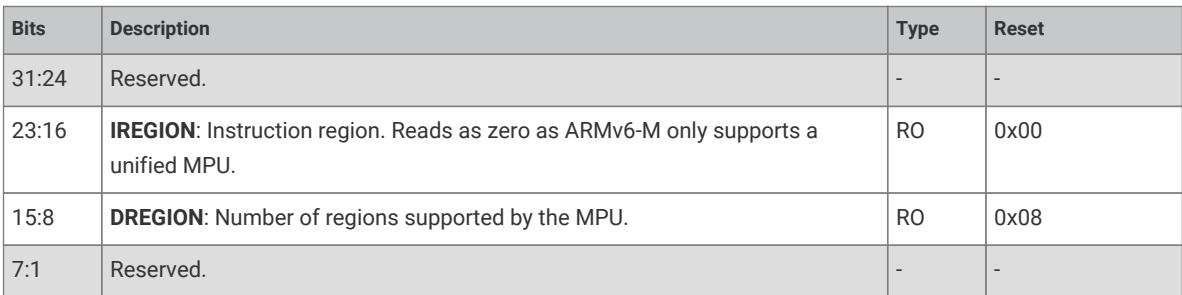 Bits Description Type Reset
31:24 Reserved. - -
23:16 IREGION: Instruction region. Reads as zero as ARMv6-M only supports a RO 0x00
unified MPU.
15:8 DREGION: Number of regions supported by the MPU. RO 0x08
7:1 Reserved. - -